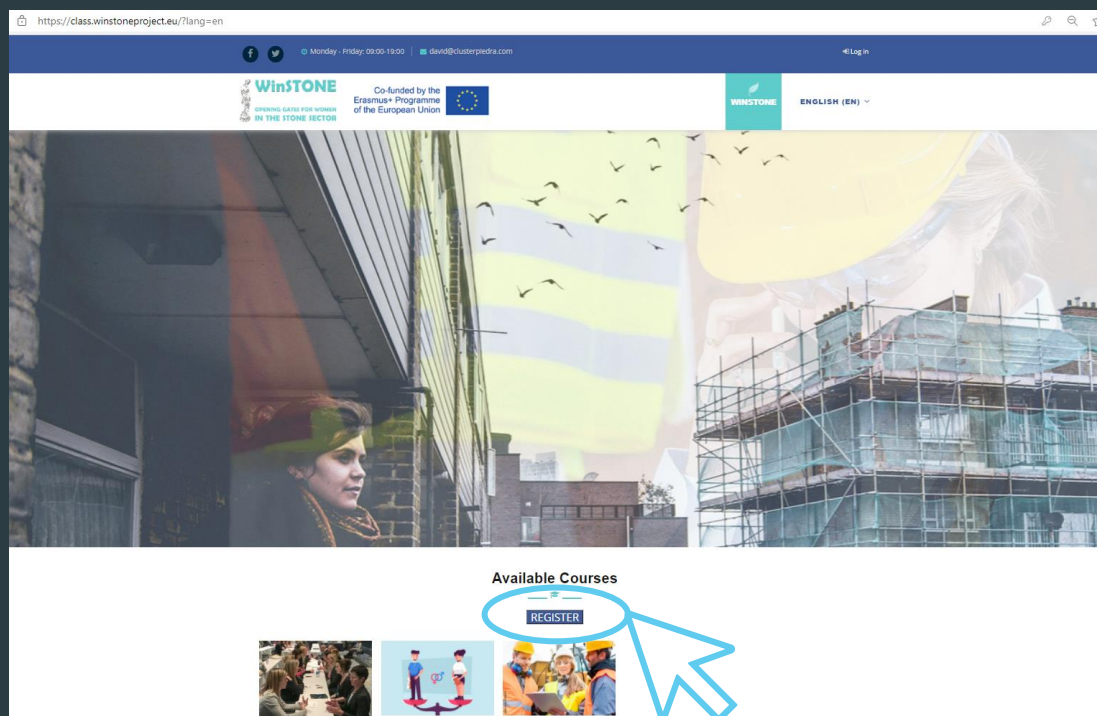 https://class.winstoneproject.eu/?lang=en
Monday - Friday: 09:00-19:00 | david@clusterpiedra.com
Log in
WinSTONE
OPENING GATES FOR WOMEN
IN THE STONE SECTOR
Co-funded by the
Erasmus+ Programme
of the European Union
WINSTONE
ENGLISH (EN)
Available Courses
REGISTER